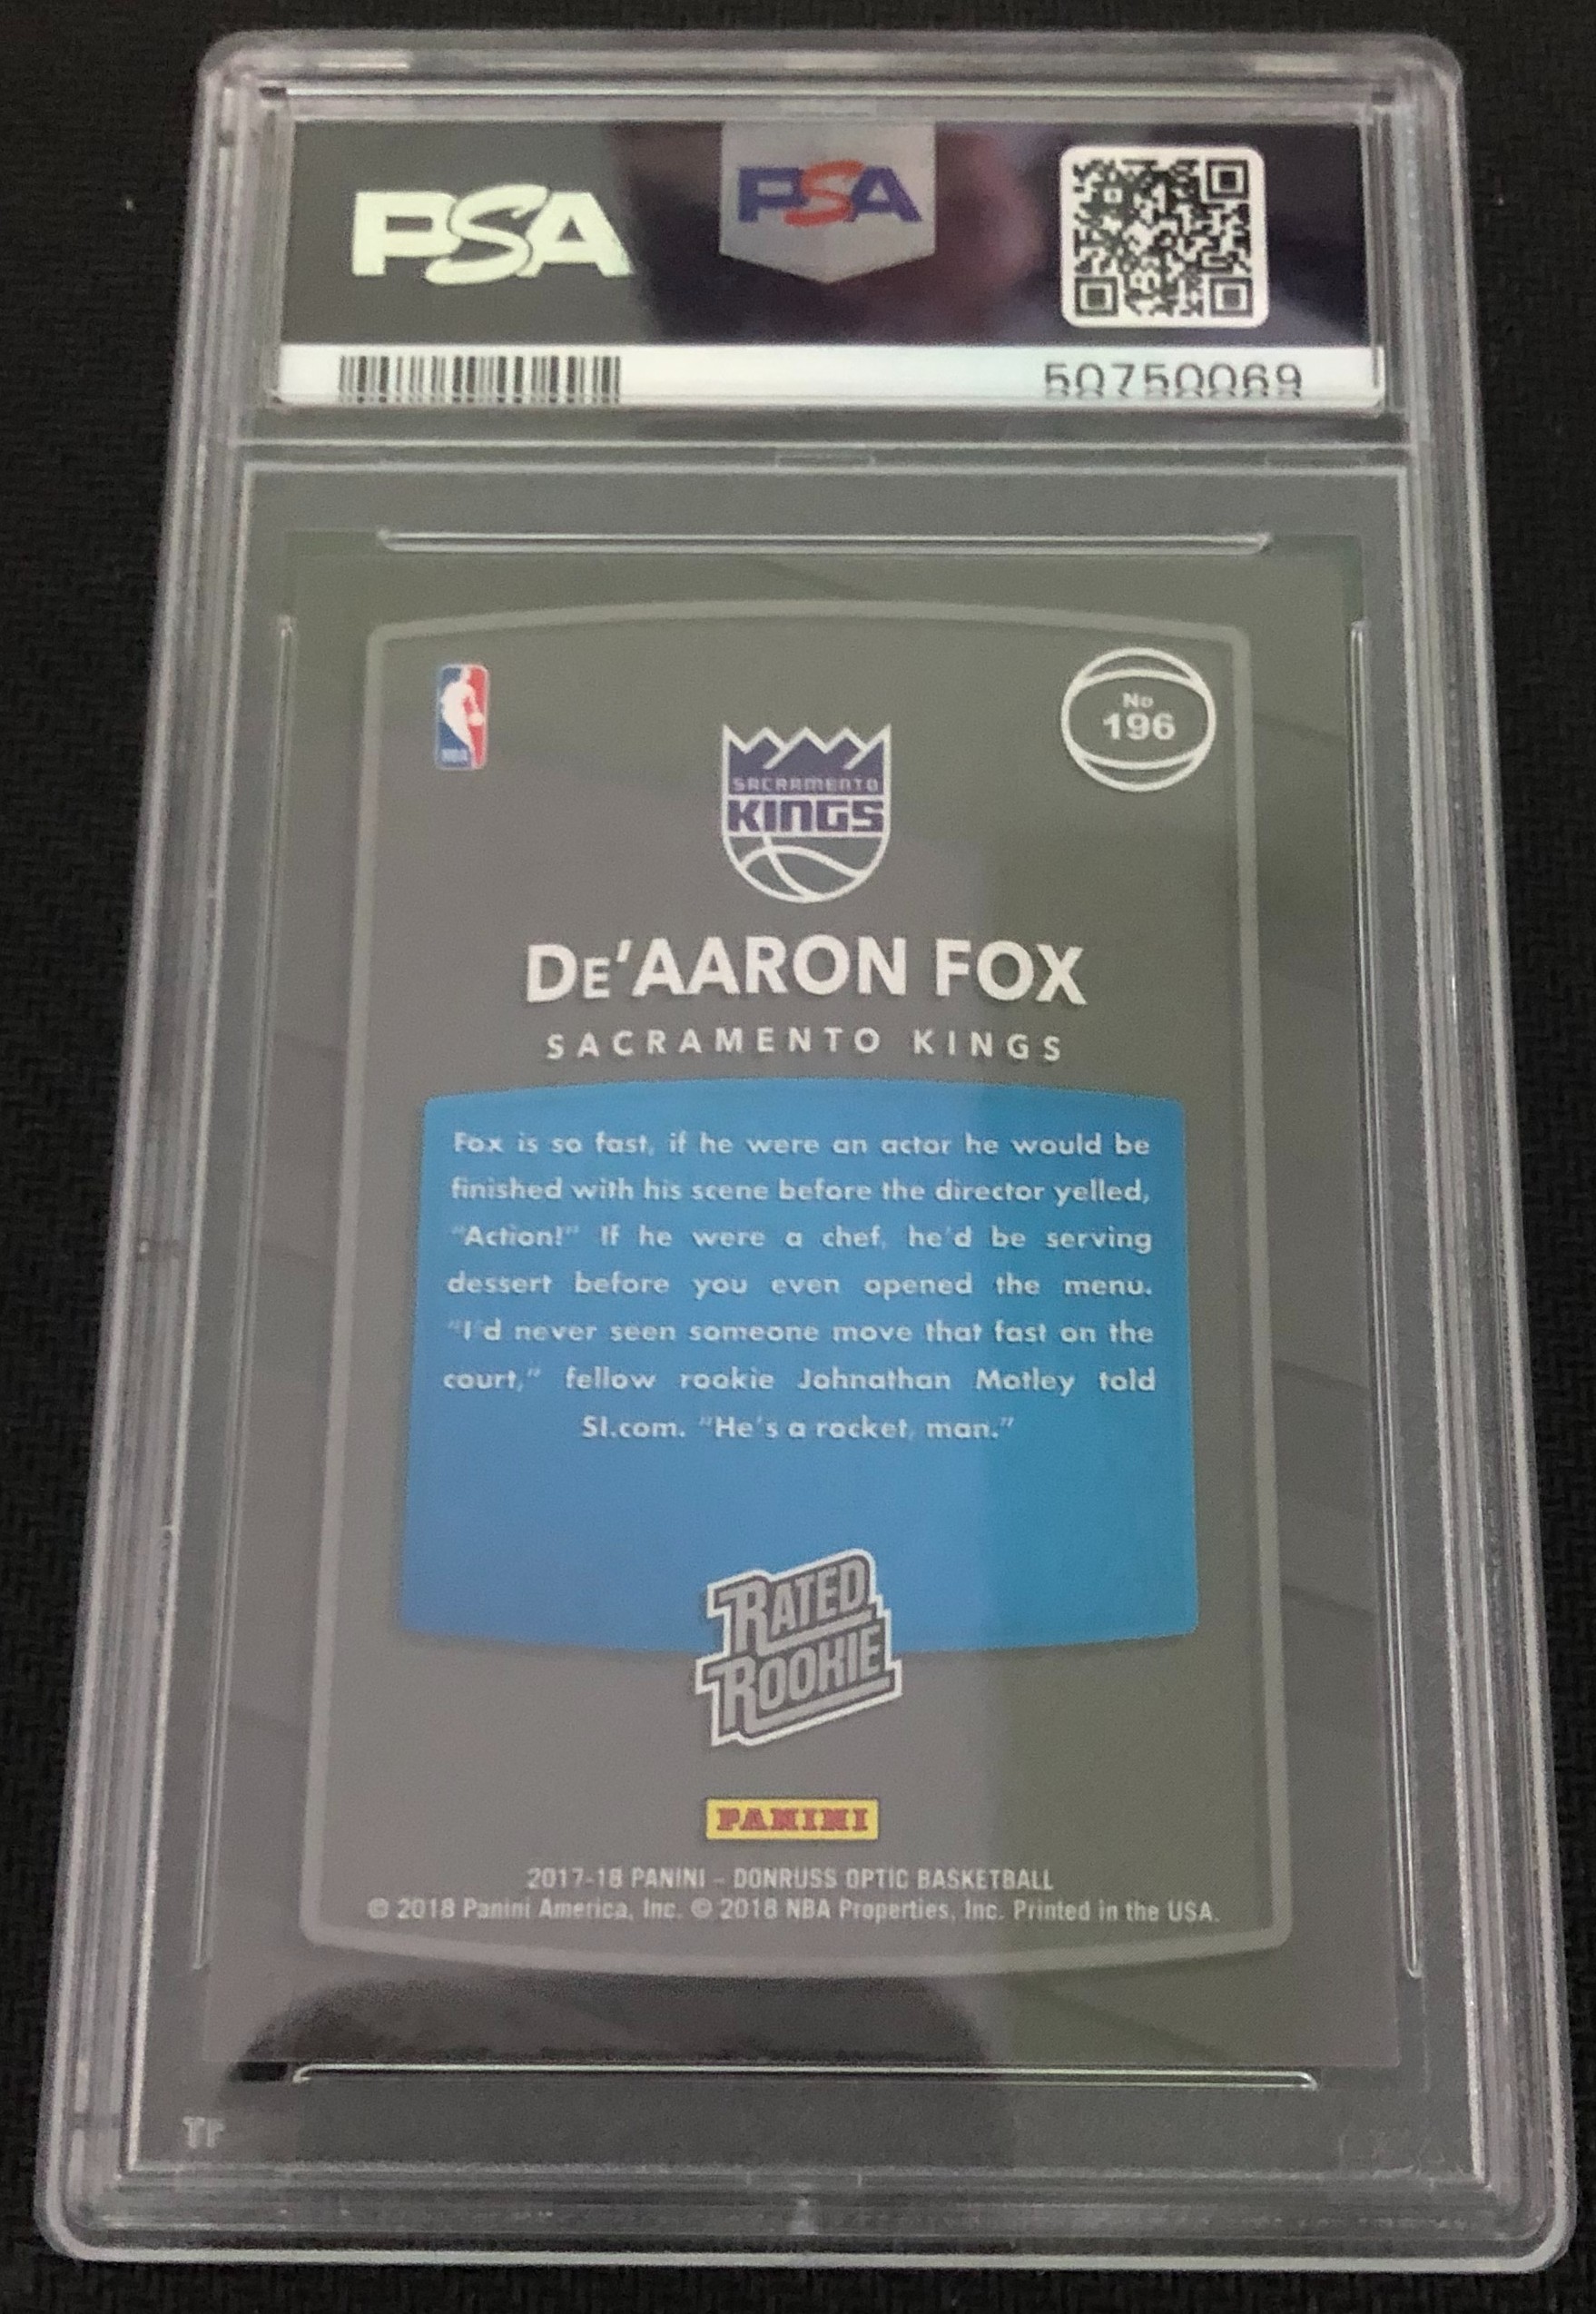 PSA
PSA
50750069
No
196
SACRAMENTO
KINGS
DE'AARON FOX
SACRAMENTO KINGS
Fox is so fast, if he were an actor he would be
finished with his scene before the director yelled,
"Action!" If he were a chef, he'd be serving
dessert before you even opened the menu.
"I'd never seen someone move that fast on the
court," fellow rookie Johnathan Motley told
SI.com. "He's a rocket, man."
RATED
ROOKIE
PANINI
2017-18 PANINI – DONRUSS OPTIC BASKETBALL
© 2018 Panini America, Inc. © 2018 NBA Properties, Inc. Printed in the USA.